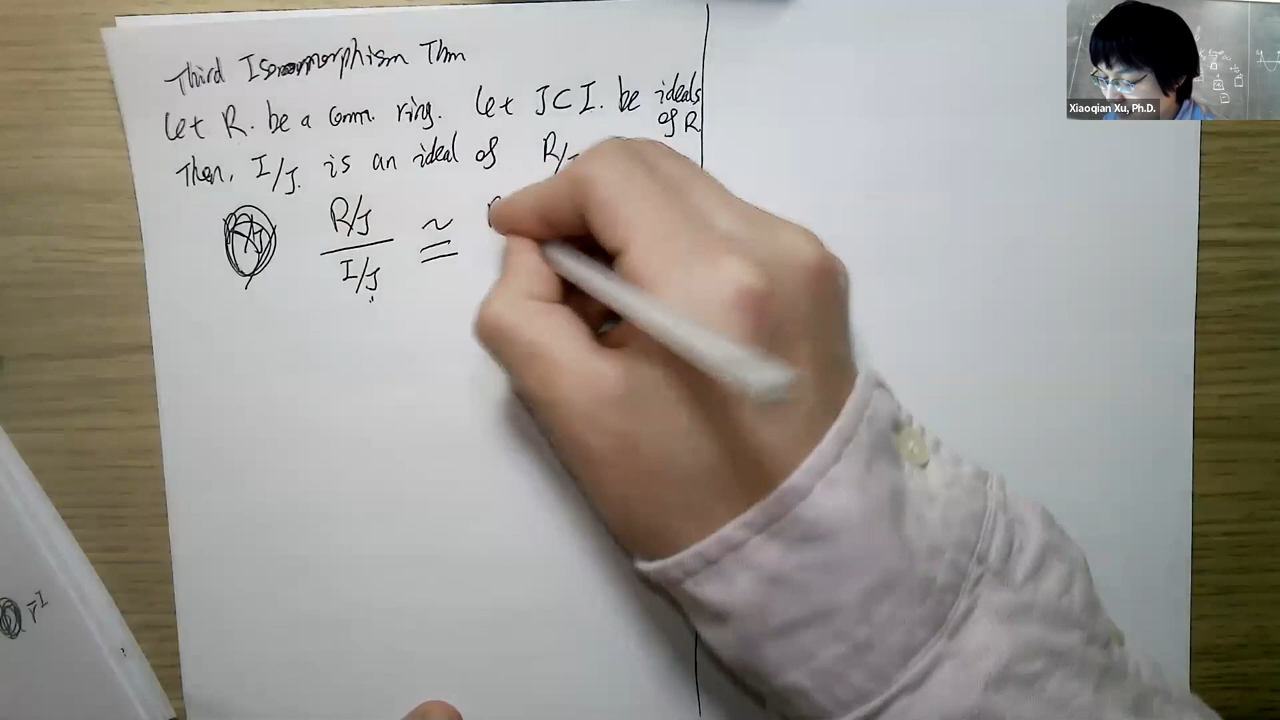 Third Isomorphism Thm
Let R. be a comm. ring. Let J⊂I. be ideals
of R
Then, I/J. is an ideal of R/J
R/J
≅
I/J
Xiaoqian Xu, Ph.D.
r̄ I